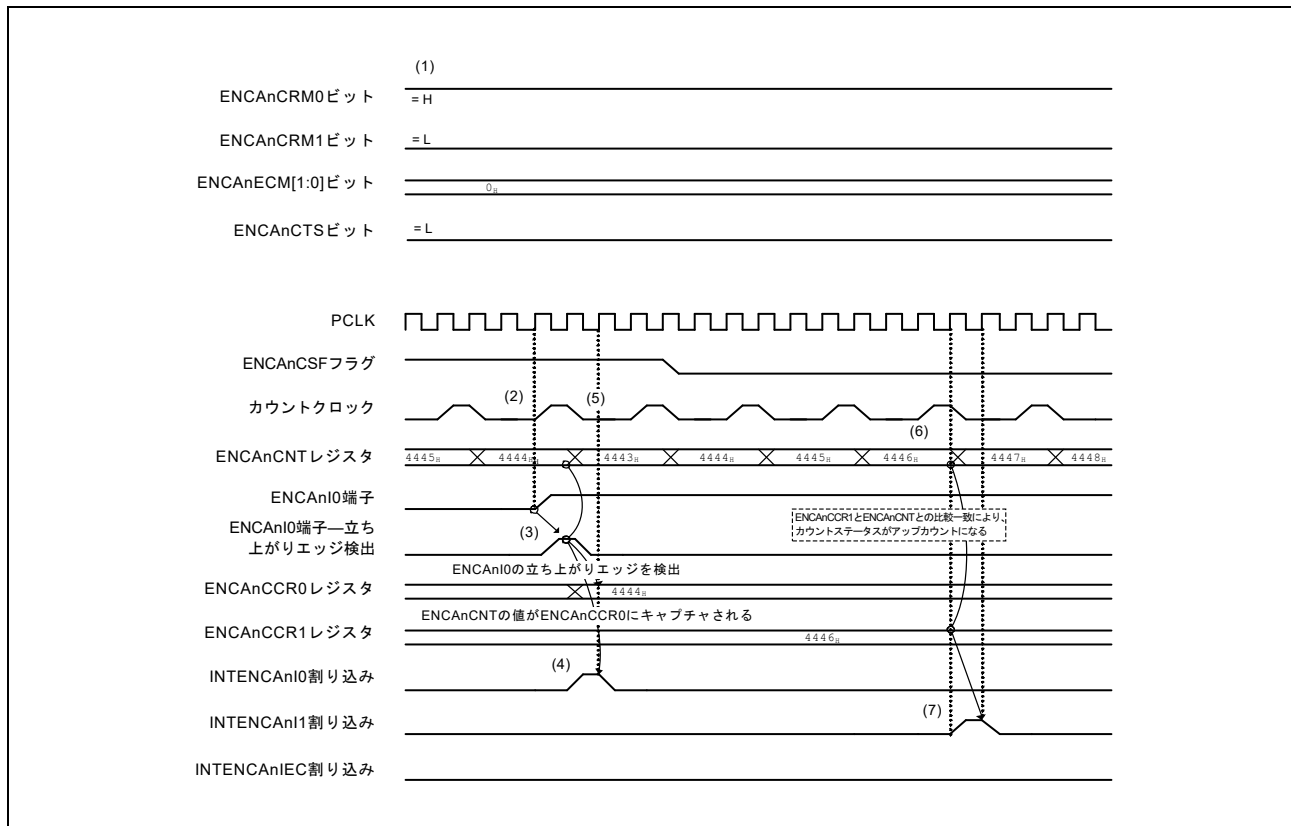 (1)
ENCAnCRM0ビット
= H
ENCAnCRM1ビット
= L
ENCAnECM[1:0]ビット
0H
ENCAnCTSビット
= L
PCLK
ENCAnCSFフラグ
(2)
(5)
カウントクロック
(6)
ENCAnCNTレジスタ
4445H 4444H 4443H 4444H 4445H 4446H 4447H 4448H
ENCAnI0端子
ENCAnCCR1とENCAnCNTとの比較一致により、
カウントステータスがアップカウントになる
ENCAnI0端子—立ち
上がりエッジ検出
(3)
ENCAnI0の立ち上がりエッジを検出
ENCAnCCR0レジスタ
4444H
ENCAnCNTの値がENCAnCCR0にキャプチャされる
ENCAnCCR1レジスタ
4446H
(4)
INTENCAnI0割り込み
(7)
INTENCAnI1割り込み
INTENCAnIEC割り込み